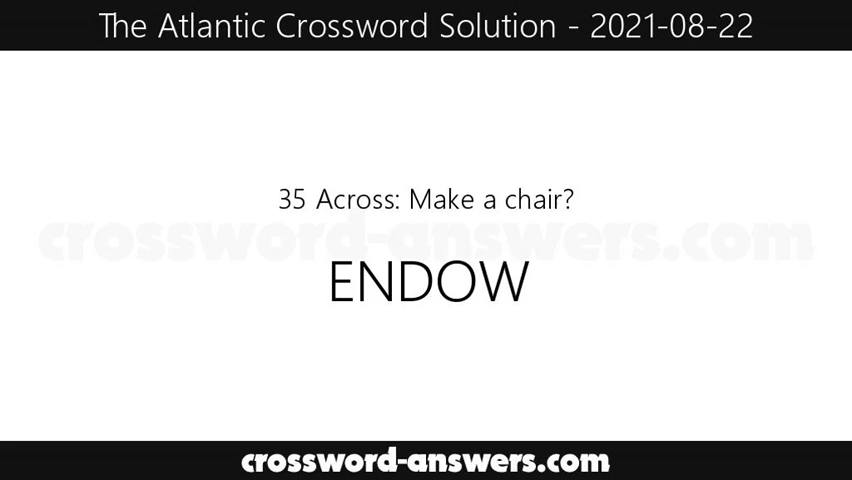 The Atlantic Crossword Solution - 2021-08-22
35 Across: Make a chair?
crossword-answers.com
ENDOW
crossword-answers.com